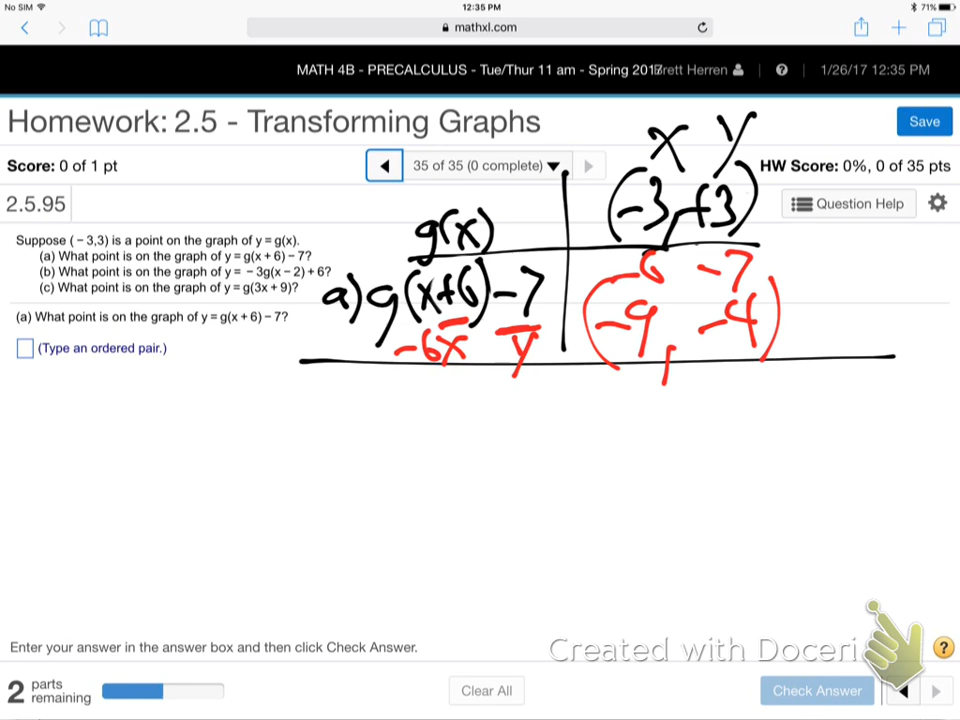 No SIM 12:35 PM 71%
mathxl.com
MATH 4B - PRECALCULUS - Tue/Thur 11 am - Spring 2017 Brett Herren ? 1/26/17 12:35 PM
Homework: 2.5 - Transforming Graphs Save
Score: 0 of 1 pt 35 of 35 (0 complete) HW Score: 0%, 0 of 35 pts
2.5.95 Question Help
x y
g(x) (-3, +3)
Suppose ( − 3,3) is a point on the graph of y = g(x).
(a) What point is on the graph of y = g(x + 6) − 7?
(b) What point is on the graph of y = − 3g(x − 2) + 6?
(c) What point is on the graph of y = g(3x + 9)?
-6 -7
a) g(x+6) -7 (-9, -4)
-6x y
(a) What point is on the graph of y = g(x + 6) − 7?
(Type an ordered pair.)
Enter your answer in the answer box and then click Check Answer. Created with Doceri ?
2 parts remaining Clear All Check Answer